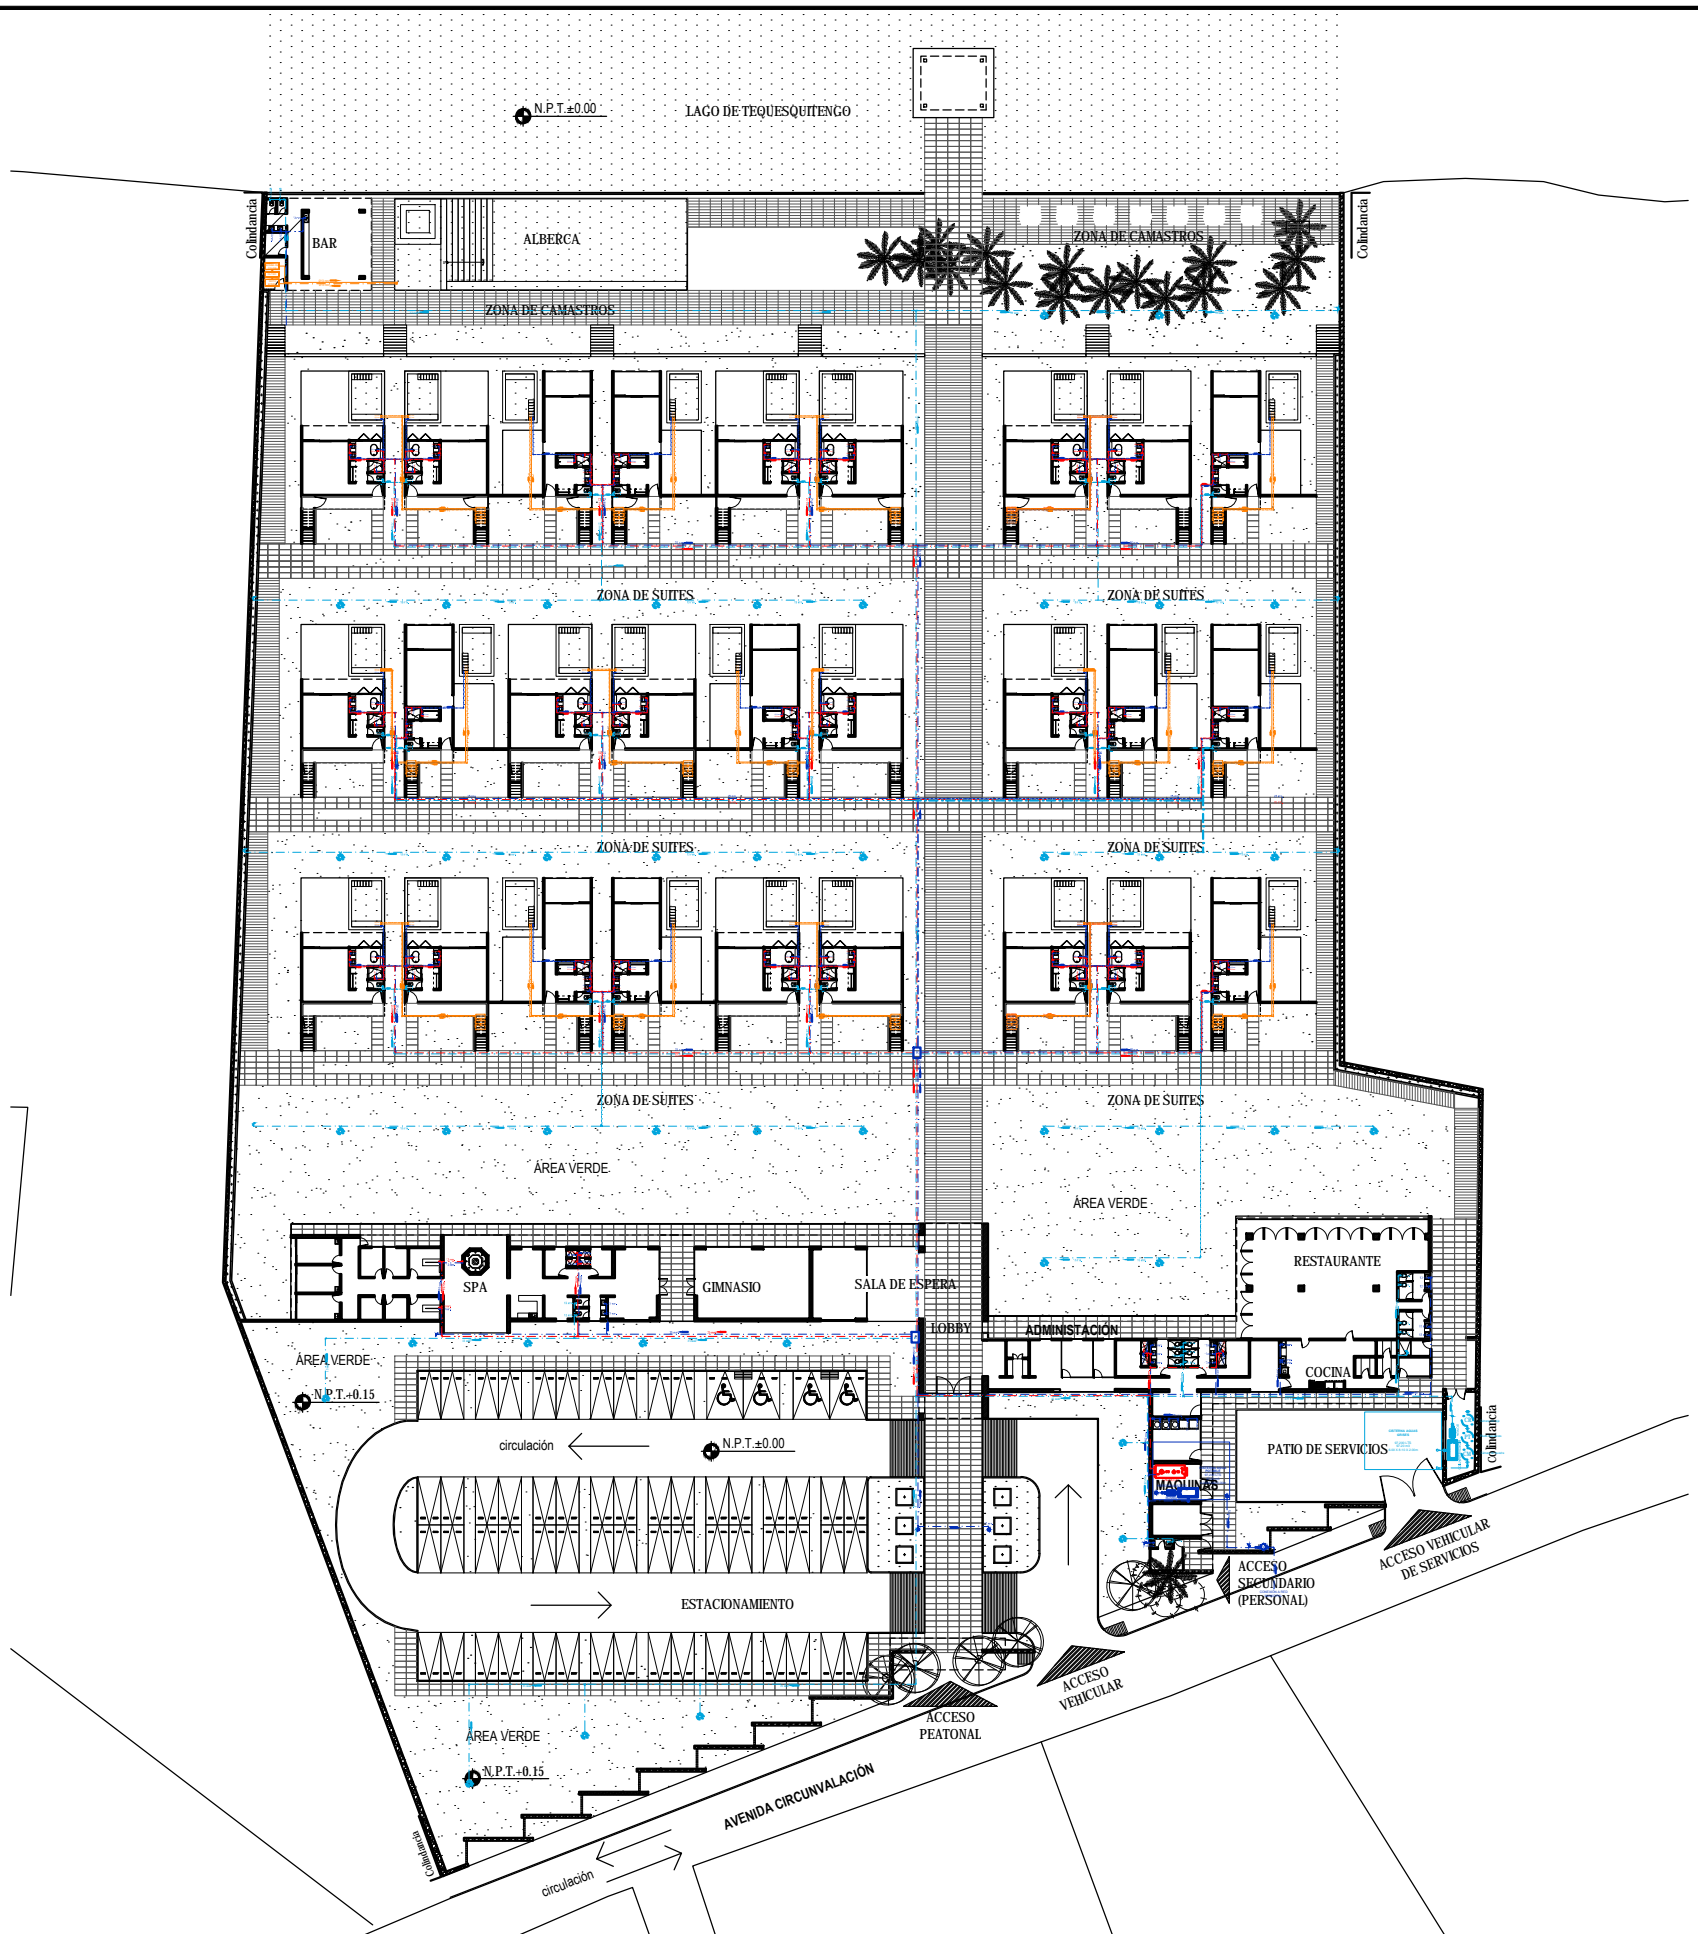 N.P.T.±0.00
LAGO DE TEQUESQUITENGO
Colindancia
BAR
ALBERCA
ZONA DE CAMASTROS
Colindancia
ZONA DE CAMASTROS
ZONA DE SUITES
ZONA DE SUITES
ZONA DE SUITES
ZONA DE SUITES
ZONA DE SUITES
ZONA DE SUITES
ÁREA VERDE
ÁREA VERDE
SPA
GIMNASIO
SALA DE ESPERA
RESTAURANTE
LOBBY
ADMINISTACIÓN
ÁREA VERDE
COCINA
N.P.T.+0.15
circulación
N.P.T.±0.00
PATIO DE SERVICIOS
Colindancia
MAQUINAS
ESTACIONAMIENTO
ACCESO
SECUNDARIO
(PERSONAL)
ACCESO VEHICULAR
DE SERVICIOS
ACCESO
VEHICULAR
ACCESO
PEATONAL
ÁREA VERDE
N.P.T.+0.15
AVENIDA CIRCUNVALACIÓN
Colindancia
circulación